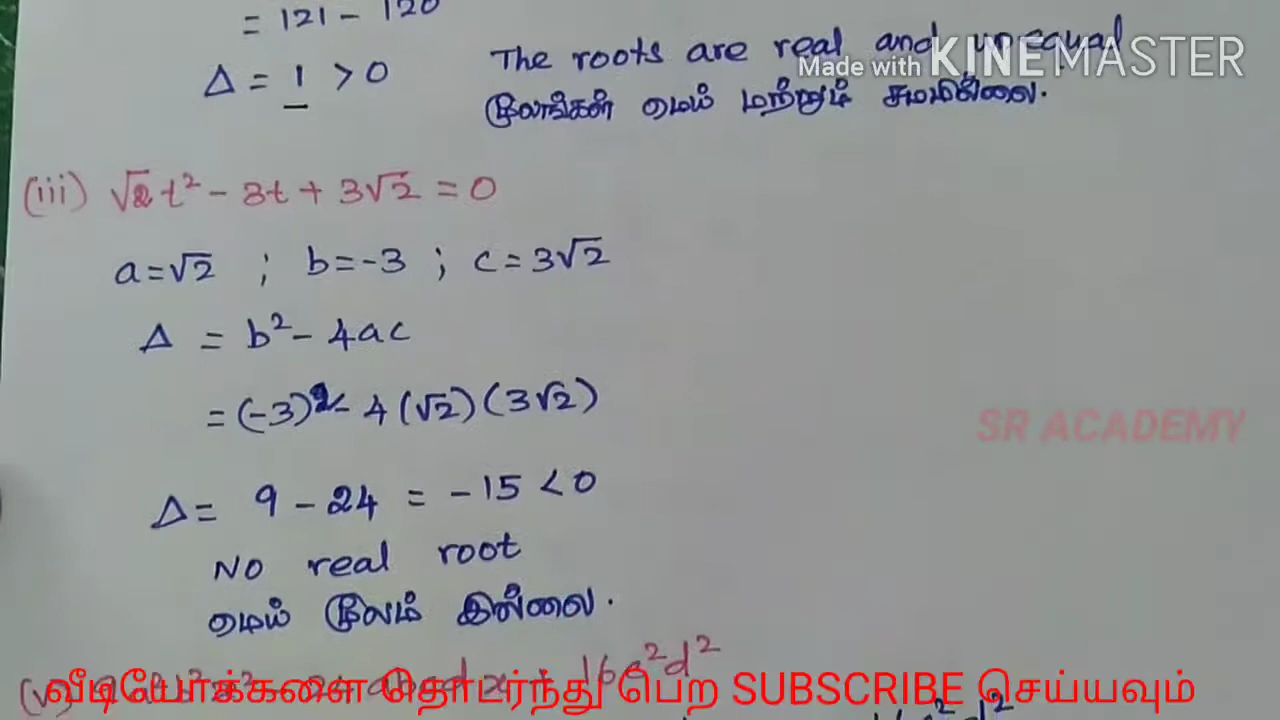 = 121 - 120
Δ = 1 > 0
The roots are real and unequal
Made with KINEMASTER
மூலங்கள் மெய் மற்றும் சமமில்லை.
(iii) √2 t² - 3t + 3√2 = 0
a = √2 ; b = -3 ; c = 3√2
Δ = b² - 4ac
= (-3)² - 4 (√2) (3√2)
SR ACADEMY
Δ = 9 - 24 = -15 < 0
No real root
மெய் மூலம் இல்லை.
16c²d²
வீடியோக்களை தொடர்ந்து பெற SUBSCRIBE செய்யவும்